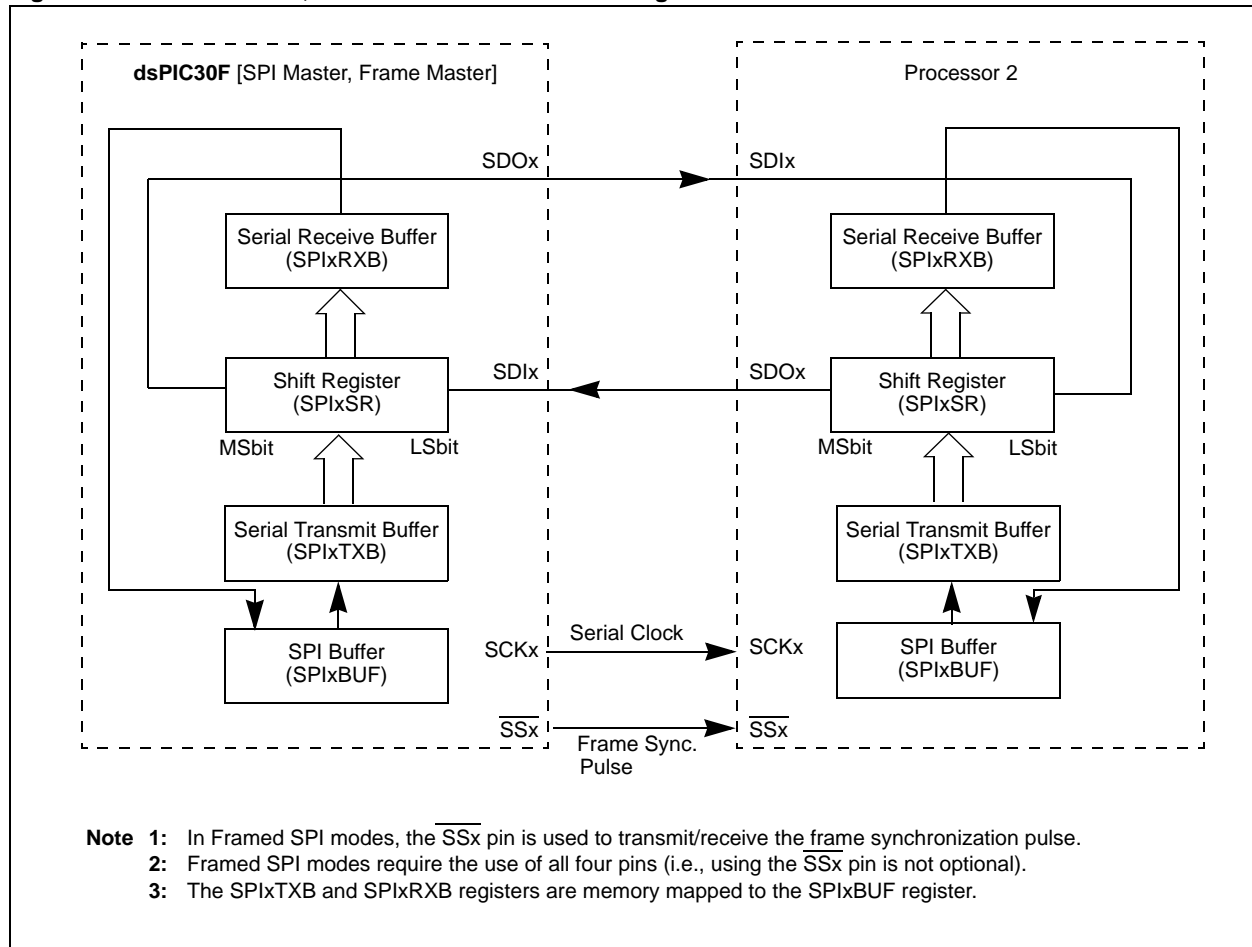 dsPIC30F [SPI Master, Frame Master]
Processor 2
SDOx
SDIx
Serial Receive Buffer
(SPIxRXB)
Serial Receive Buffer
(SPIxRXB)
Shift Register
(SPIxSR)
SDIx
SDOx
Shift Register
(SPIxSR)
MSbit
LSbit
MSbit
LSbit
Serial Transmit Buffer
(SPIxTXB)
Serial Transmit Buffer
(SPIxTXB)
SPI Buffer
(SPIxBUF)
SCKx
Serial Clock
SCKx
SPI Buffer
(SPIxBUF)
SSx
Frame Sync.
Pulse
SSx
Note 1: In Framed SPI modes, the SSx pin is used to transmit/receive the frame synchronization pulse.
2: Framed SPI modes require the use of all four pins (i.e., using the SSx pin is not optional).
3: The SPIxTXB and SPIxRXB registers are memory mapped to the SPIxBUF register.